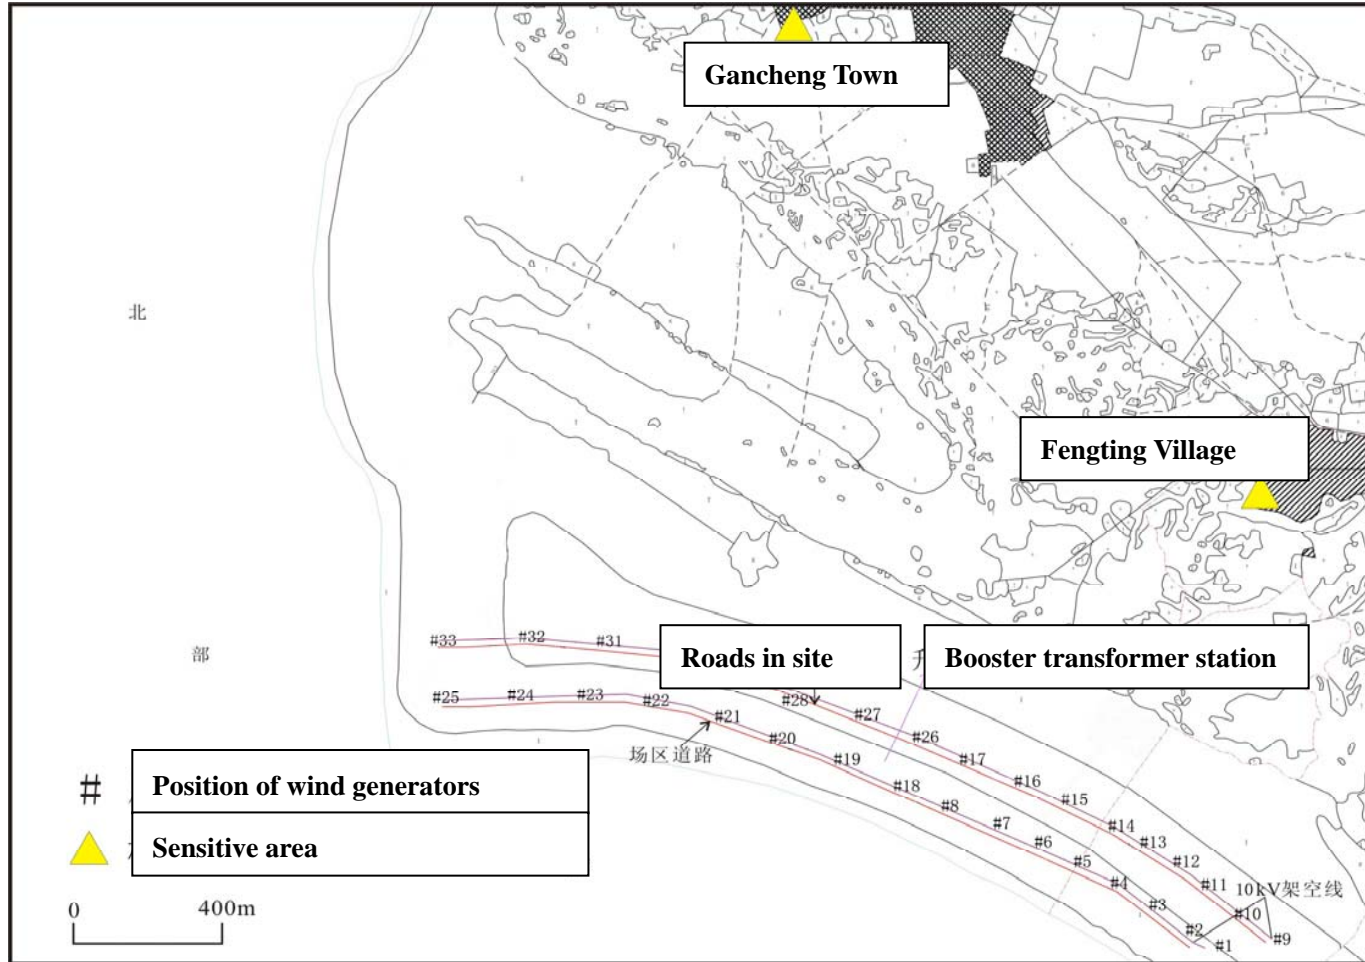 Gancheng Town
北
Fengting Village
#33
#32
#31
Roads in site
Booster transformer station
部
#25
#24
#23
#22
#21
#28
#27
#20
#26
场区道路
#19
#17
#18
#16
#8
#15
#7
#14
#6
#13
#5
#12
#4
#11
10kV架空线
#3
#10
#2
#1
#9
# Position of wind generators
Sensitive area
0 400m